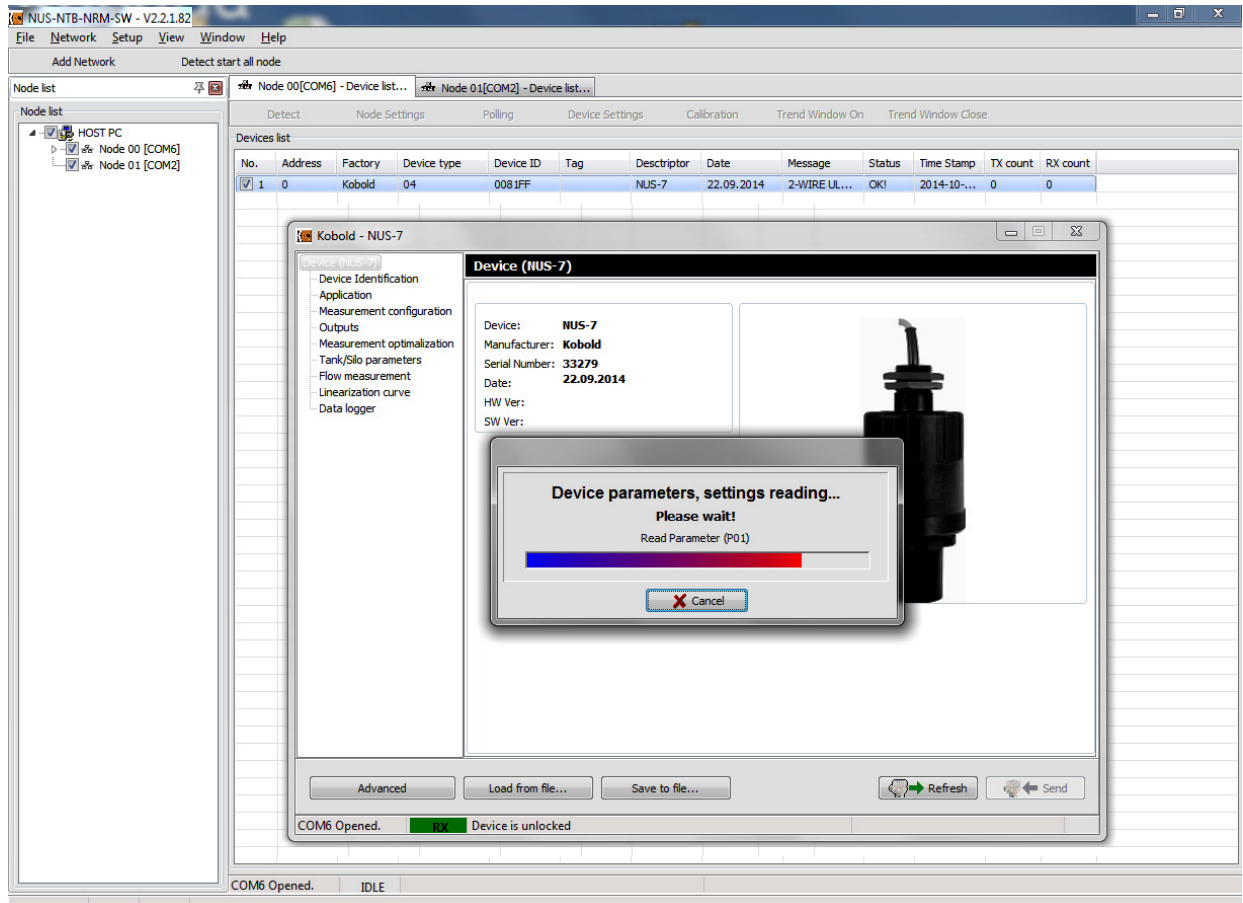 NUS-NTB-NRM-SW - V2.2.1.82
File Network Setup View Window Help
Add Network Detect start all node
Node list
Node 00[COM6] - Device list... Node 01[COM2] - Device list...
Node list
HOST PC
Node 00 [COM6]
Node 01 [COM2]
Detect Node Settings Polling Device Settings Calibration Trend Window On Trend Window Close
Devices list
No. Address Factory Device type Device ID Tag Desctriptor Date Message Status Time Stamp TX count RX count
1 0 Kobold 04 0081FF NUS-7 22.09.2014 2-WIRE UL... OK! 2014-10-... 0 0
Kobold - NUS-7
Device (NUS-7)
Device Identification
Application
Measurement configuration
Outputs
Measurement optimalization
Tank/Silo parameters
Flow measurement
Linearization curve
Data logger
Device (NUS-7)
Device: NUS-7
Manufacturer: Kobold
Serial Number: 33279
Date: 22.09.2014
HW Ver:
SW Ver:
Device parameters, settings reading...
Please wait!
Read Parameter (P01)
Cancel
Advanced Load from file... Save to file... Refresh Send
COM6 Opened. RX Device is unlocked
COM6 Opened. IDLE